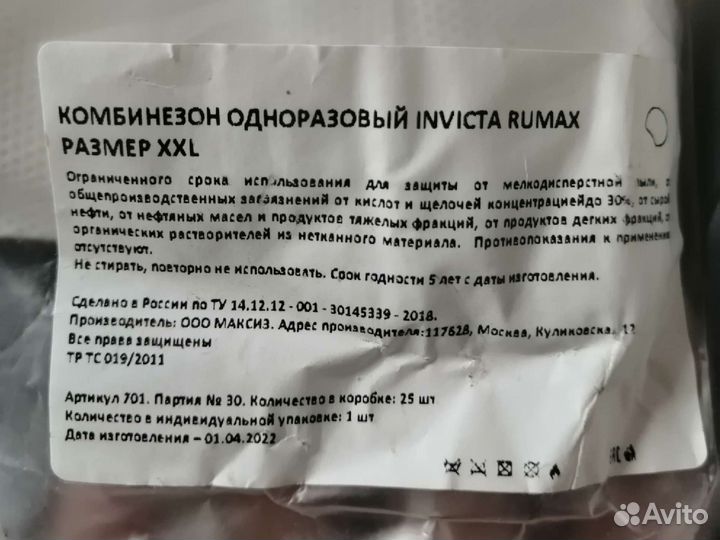 КОМБИНЕЗОН ОДНОРАЗОВЫЙ INVICTA RUMAX
РАЗМЕР XXL
Ограниченного срока использования для защиты от мелкодисперстной пыли,
общепроизводственных загрязнений от кислот и щелочей концентрациейдо 30%, от сырой
нефти, от нефтяных масел и продуктов тяжелых фракций, от продуктов легких фракций,
органических растворителей из нетканного материала. Противопоказания к применению
отсутствуют.
Не стирать, повторно не использовать. Срок годности 5 лет с даты изготовления.
Сделано в России по ТУ 14.12.12 - 001 - 30145339 - 2018.
Производитель: ООО МАКСИЗ. Адрес производителя:117628, Москва, Куликовская, 12
Все права защищены
ТР ТС 019/2011
Артикул 701. Партия № 30. Количество в коробке: 25 шт
Количество в индивидуальной упаковке: 1 шт
Дата изготовления – 01.04.2022
Avito